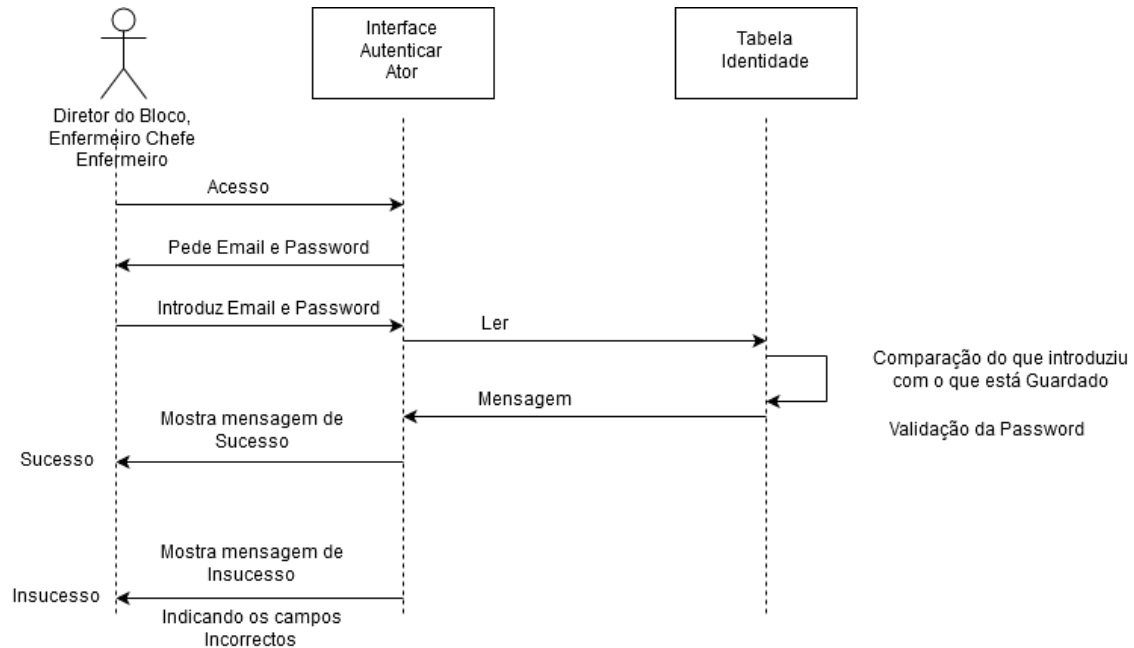 Interface
Autenticar
Ator
Tabela
Identidade
Diretor do Bloco,
Enfermeiro Chefe
Enfermeiro
Acesso
Pede Email e Password
Introduz Email e Password
Ler
Comparação do que introduziu
com o que está Guardado
Mensagem
Validação da Password
Mostra mensagem de
Sucesso
Sucesso
Mostra mensagem de
Insucesso
Insucesso
Indicando os campos
Incorrectos